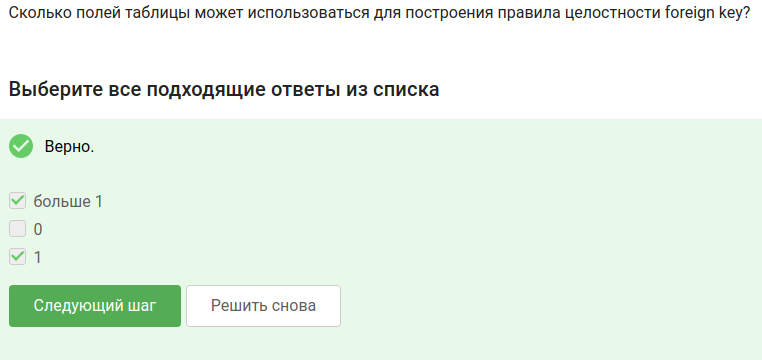 Сколько полей таблицы может использоваться для построения правила целостности foreign key?
Выберите все подходящие ответы из списка
Верно.
больше 1
0
1
Следующий шаг
Решить снова